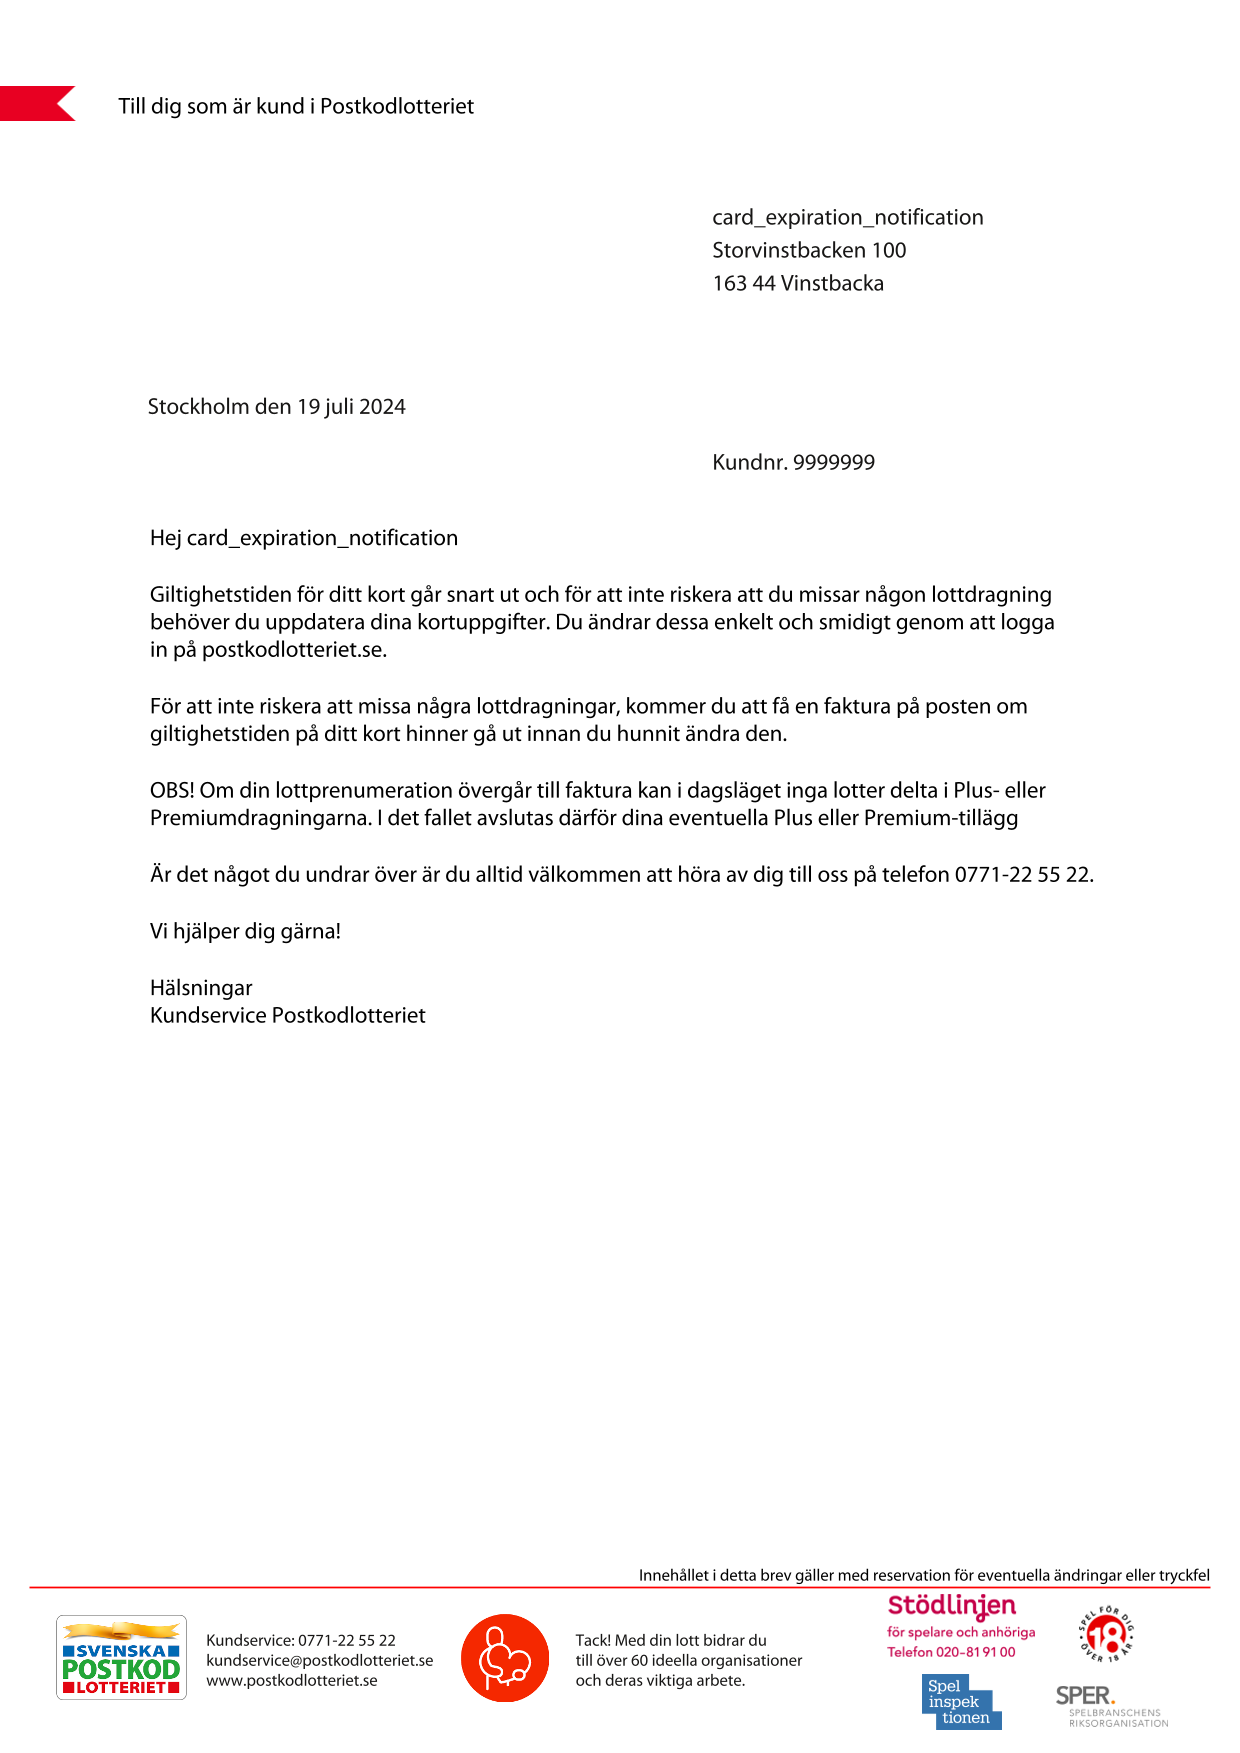 Till dig som är kund i Postkodlotteriet
card_expiration_notification
Storvinstbacken 100
163 44 Vinstbacka
Stockholm den 19 juli 2024
Kundnr. 9999999
Hej card_expiration_notification
Giltighetstiden för ditt kort går snart ut och för att inte riskera att du missar någon lottdragning
behöver du uppdatera dina kortuppgifter. Du ändrar dessa enkelt och smidigt genom att logga
in på postkodlotteriet.se.
För att inte riskera att missa några lottdragningar, kommer du att få en faktura på posten om
giltighetstiden på ditt kort hinner gå ut innan du hunnit ändra den.
OBS! Om din lottprenumeration övergår till faktura kan i dagsläget inga lotter delta i Plus- eller
Premiumdragningarna. I det fallet avslutas därför dina eventuella Plus eller Premium-tillägg
Är det något du undrar över är du alltid välkommen att höra av dig till oss på telefon 0771-22 55 22.
Vi hjälper dig gärna!
Hälsningar
Kundservice Postkodlotteriet
Innehållet i detta brev gäller med reservation för eventuella ändringar eller tryckfel
SVENSKA
POSTKOD
LOTTERIET
Kundservice: 0771-22 55 22
kundservice@postkodlotteriet.se
www.postkodlotteriet.se
Tack! Med din lott bidrar du
till över 60 ideella organisationer
och deras viktiga arbete.
Stödlinjen
för spelare och anhöriga
Telefon 020-81 91 00
SPEL FÖR DIG
18
ÖVER 18 ÅR
Spel
inspek
tionen
SPER.
SPELBRANSCHENS
RIKSORGANISATION